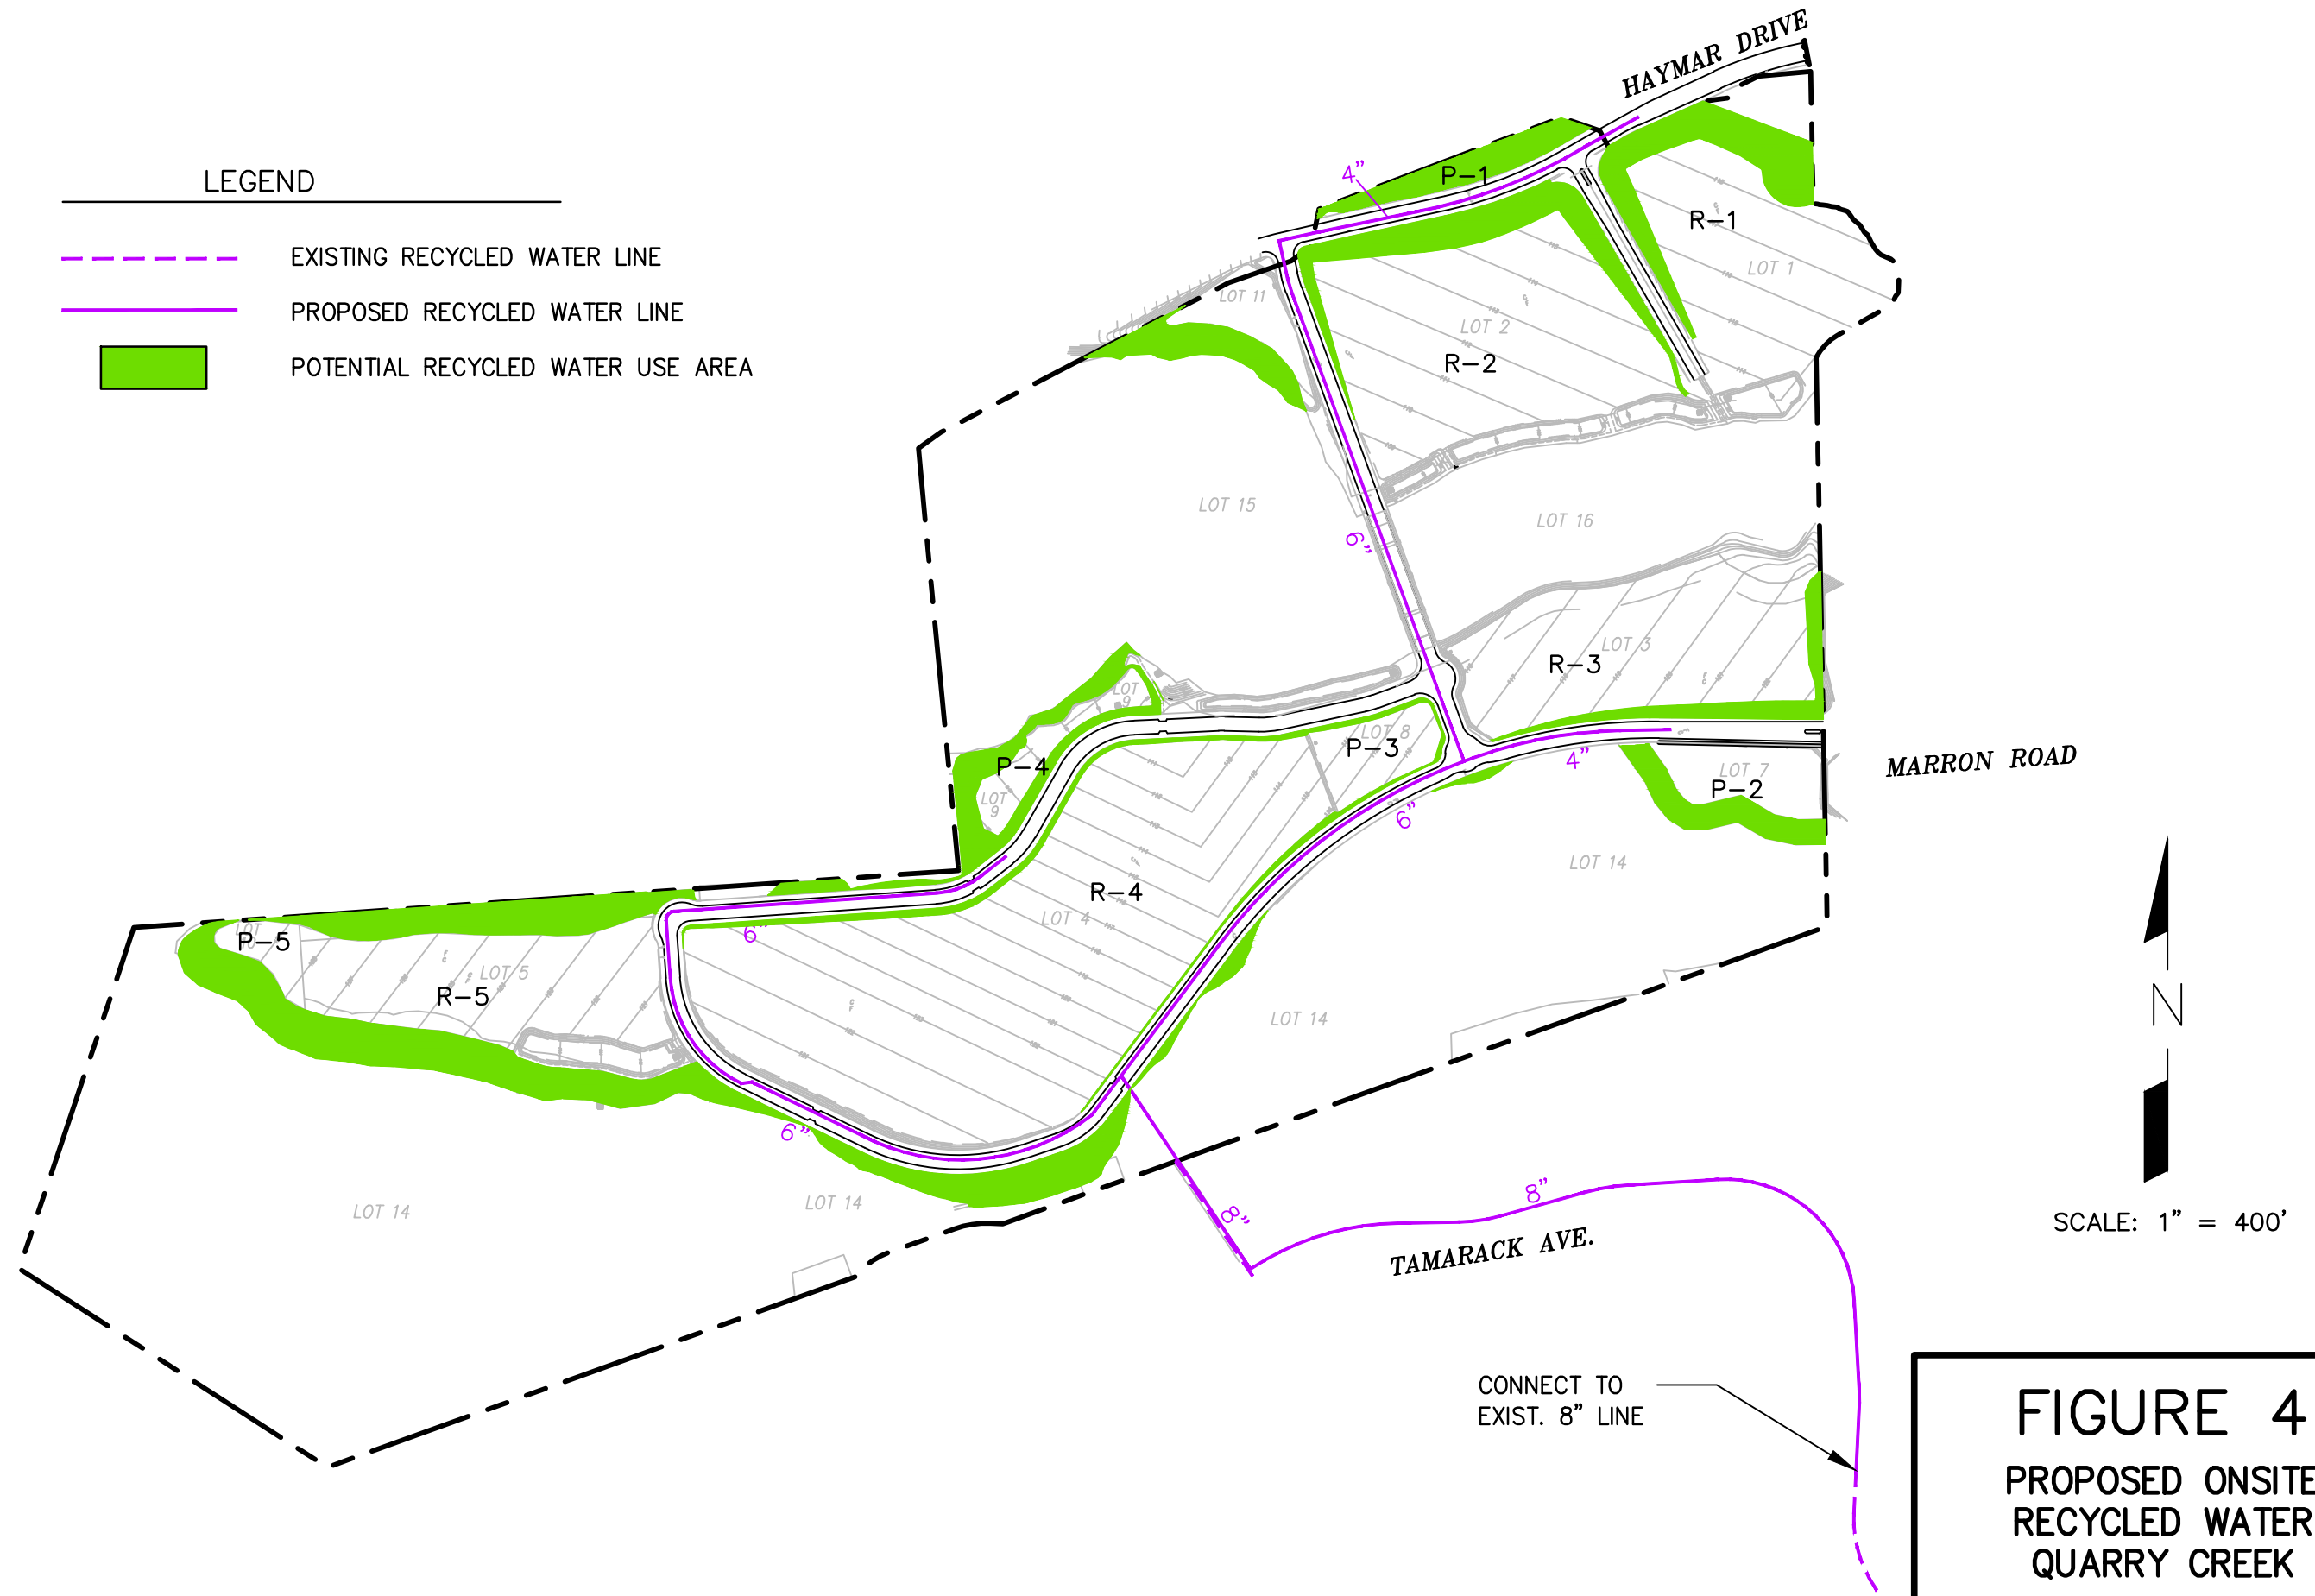 HAYMAR DRIVE
LEGEND
EXISTING RECYCLED WATER LINE
PROPOSED RECYCLED WATER LINE
POTENTIAL RECYCLED WATER USE AREA
4"
P-1
R-1
LOT 1
LOT 11
LOT 2
R-2
LOT 15
LOT 16
6"
LOT 3
R-3
LOT
9
LOT 8
P-3
P-4
LOT
9
4"
LOT 7
P-2
MARRON ROAD
6"
LOT 14
R-4
LOT 4
6"
LOT
P-5
LOT 5
R-5
LOT 14
N
6"
LOT 14
LOT 14
8"
8"
TAMARACK AVE.
SCALE: 1" = 400'
CONNECT TO
EXIST. 8" LINE
FIGURE 4
PROPOSED ONSITE
RECYCLED WATER
QUARRY CREEK